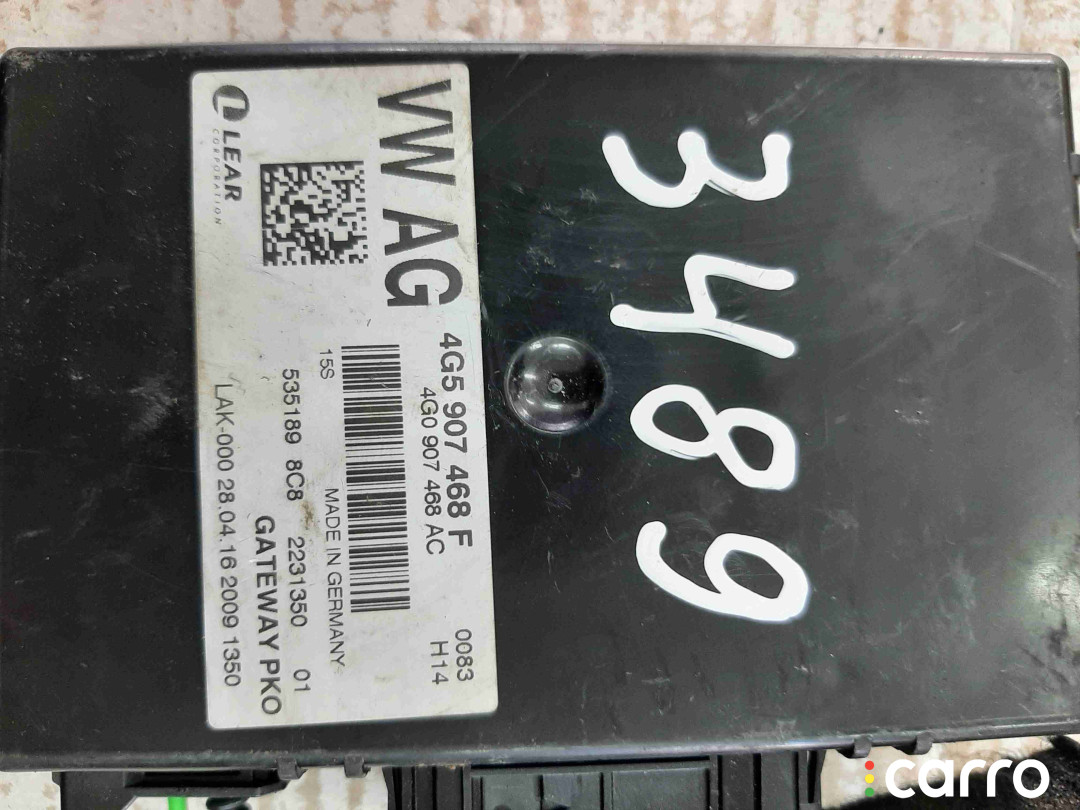 VW AG
4G5 907 468 F
4G0 907 468 AC
0083
H14
LEAR
CORPORATION
15S
MADE IN GERMANY
535189 8C8 2231350 01
GATEWAY PKO
LAK-000 28.04.16 2009 1350
3489
carro